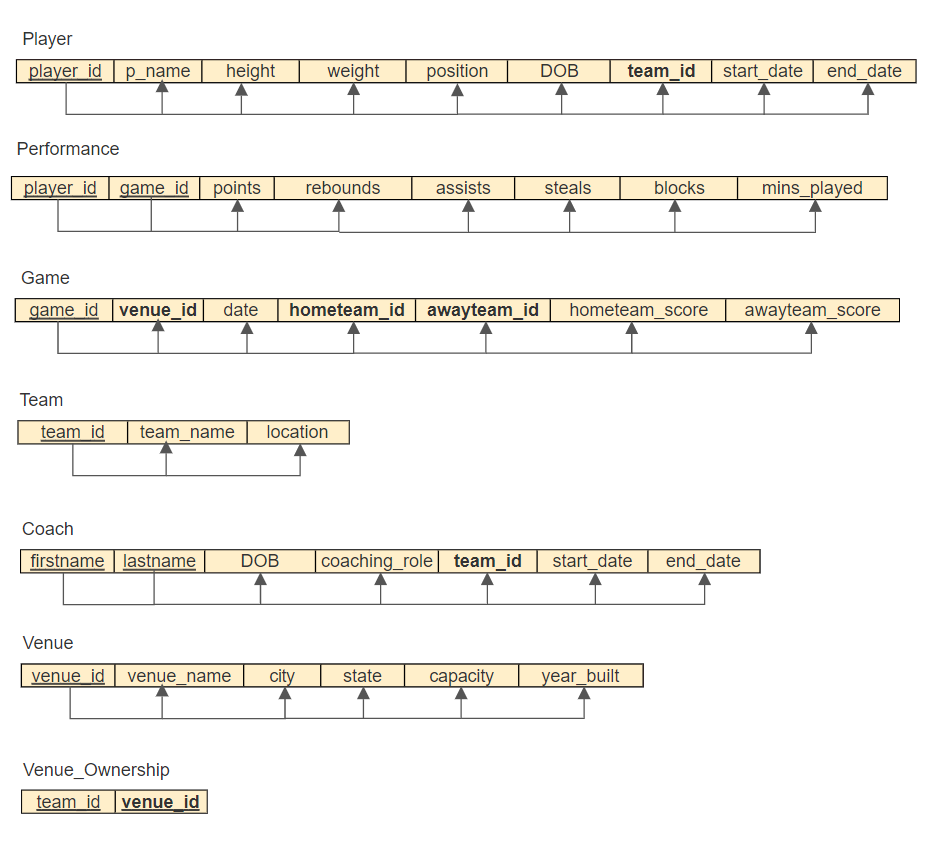 Player
player_id p_name height weight position DOB team_id start_date end_date
Performance
player_id game_id points rebounds assists steals blocks mins_played
Game
game_id venue_id date hometeam_id awayteam_id hometeam_score awayteam_score
Team
team_id team_name location
Coach
firstname lastname DOB coaching_role team_id start_date end_date
Venue
venue_id venue_name city state capacity year_built
Venue_Ownership
team_id venue_id